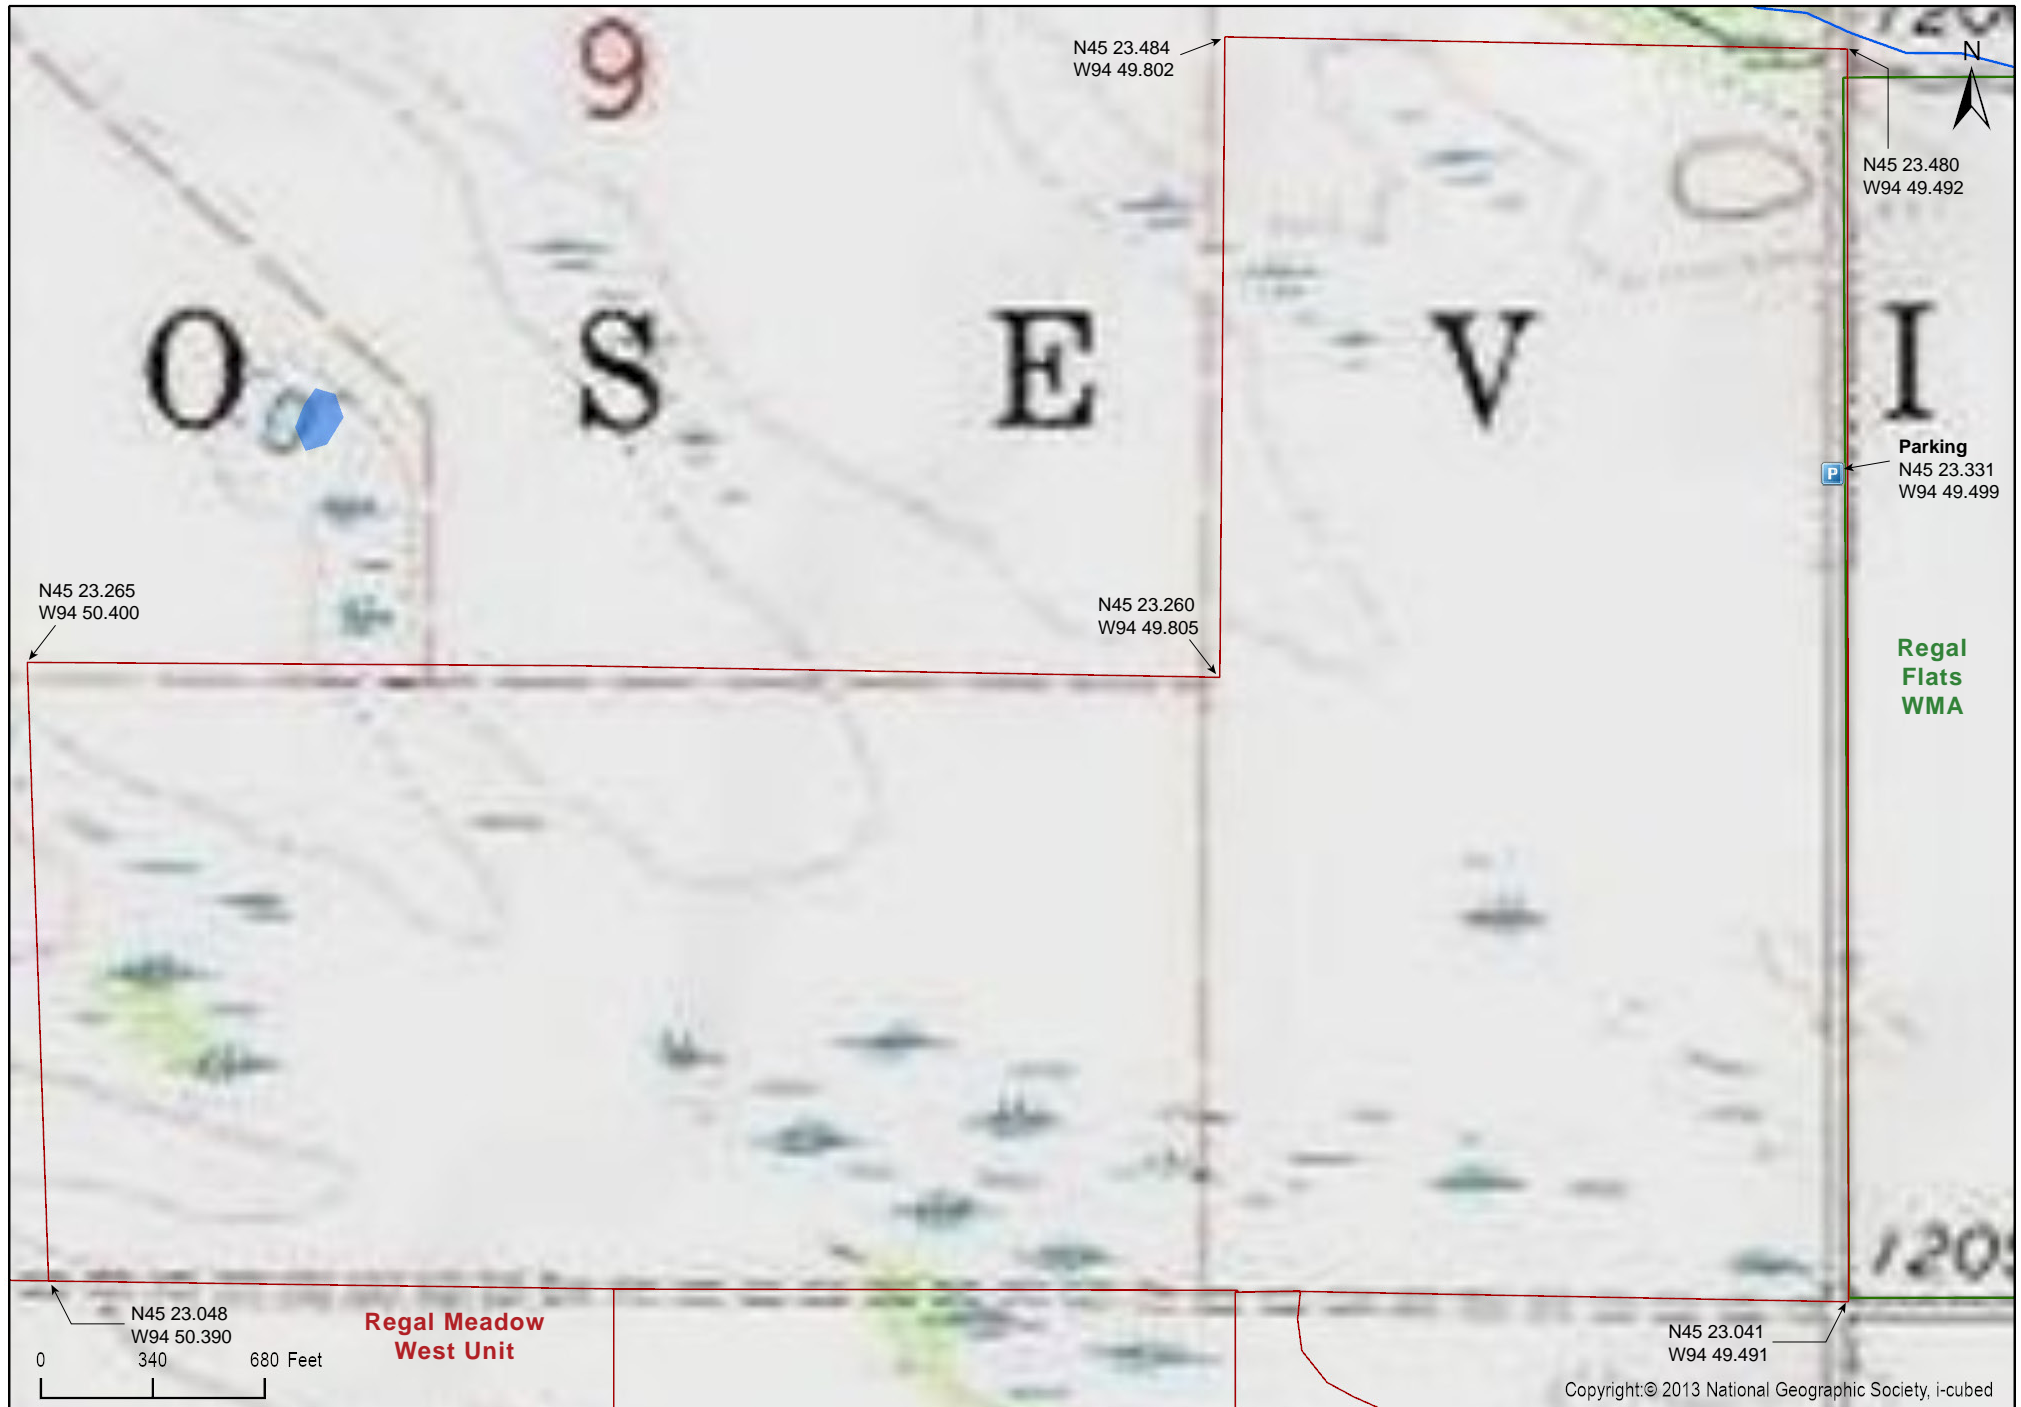 9
N45 23.484
W94 49.802
N
N45 23.480
W94 49.492
O S E V I
P
Parking
N45 23.331
W94 49.499
N45 23.265
W94 50.400
N45 23.260
W94 49.805
Regal
Flats
WMA
N45 23.048
W94 50.390
Regal Meadow
West Unit
N45 23.041
W94 49.491
0 340 680 Feet
Copyright:© 2013 National Geographic Society, i-cubed